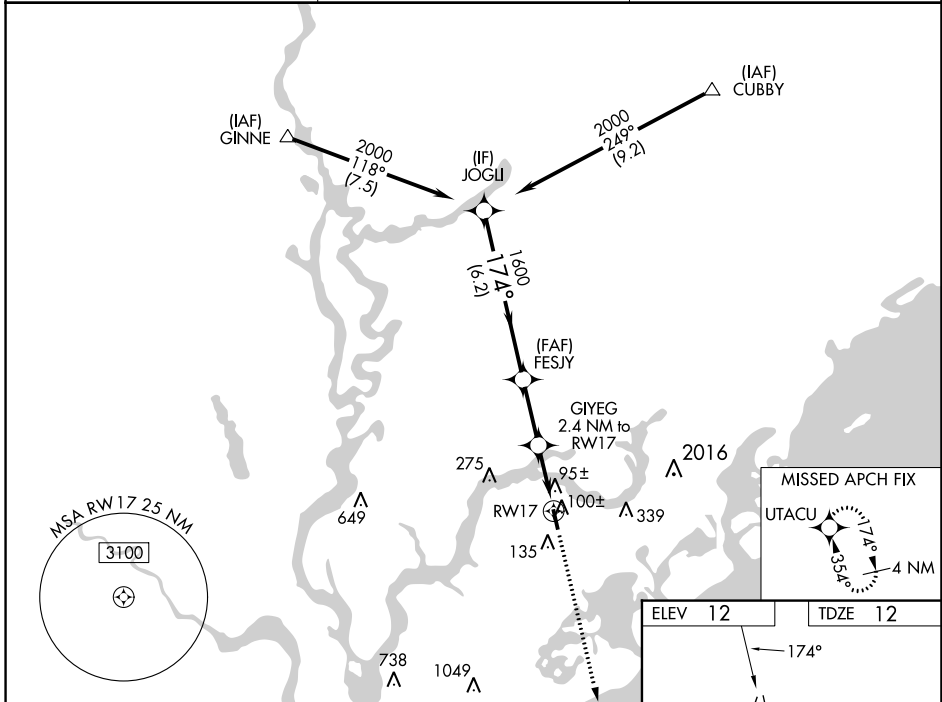 (IAF)
CUBBY
(IAF)
GINNE
2000
118°
(7.5)
2000
249°
(9.2)
(IF)
JOGLI
1600
174°
(6.2)
(FAF)
FESJY
GIYEG
2.4 NM to
RW17
275
95±
2016
649
RW17
100±
339
135
MSA RW17 25 NM
3100
MISSED APCH FIX
UTACU
174°
354°
4 NM
738
1049
ELEV 12
TDZE 12
174°